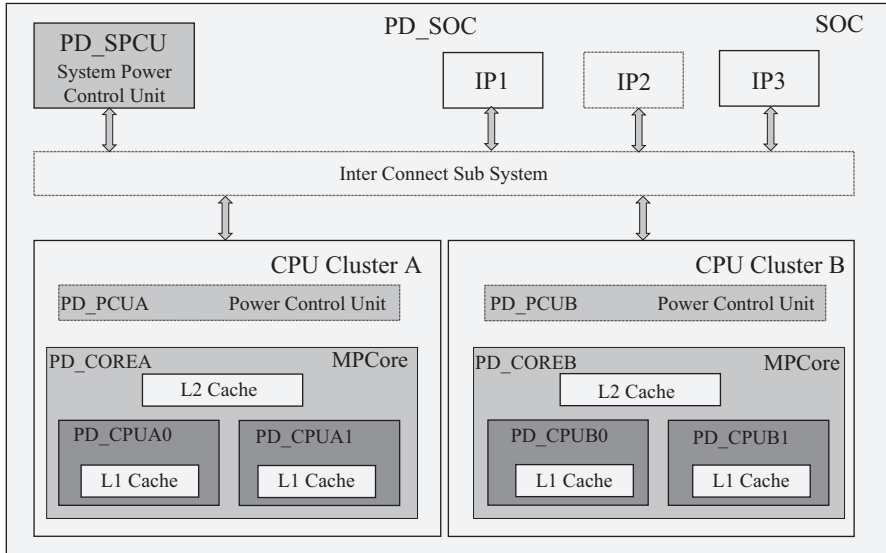 PD_SPCU
System Power
Control Unit
PD_SOC
SOC
IP1
IP2
IP3
Inter Connect Sub System
CPU Cluster A
PD_PCUA Power Control Unit
PD_COREA
MPCore
L2 Cache
PD_CPUA0
PD_CPUA1
L1 Cache
L1 Cache
CPU Cluster B
PD_PCUB Power Control Unit
PD_COREB
MPCore
L2 Cache
PD_CPUB0
PD_CPUB1
L1 Cache
L1 Cache